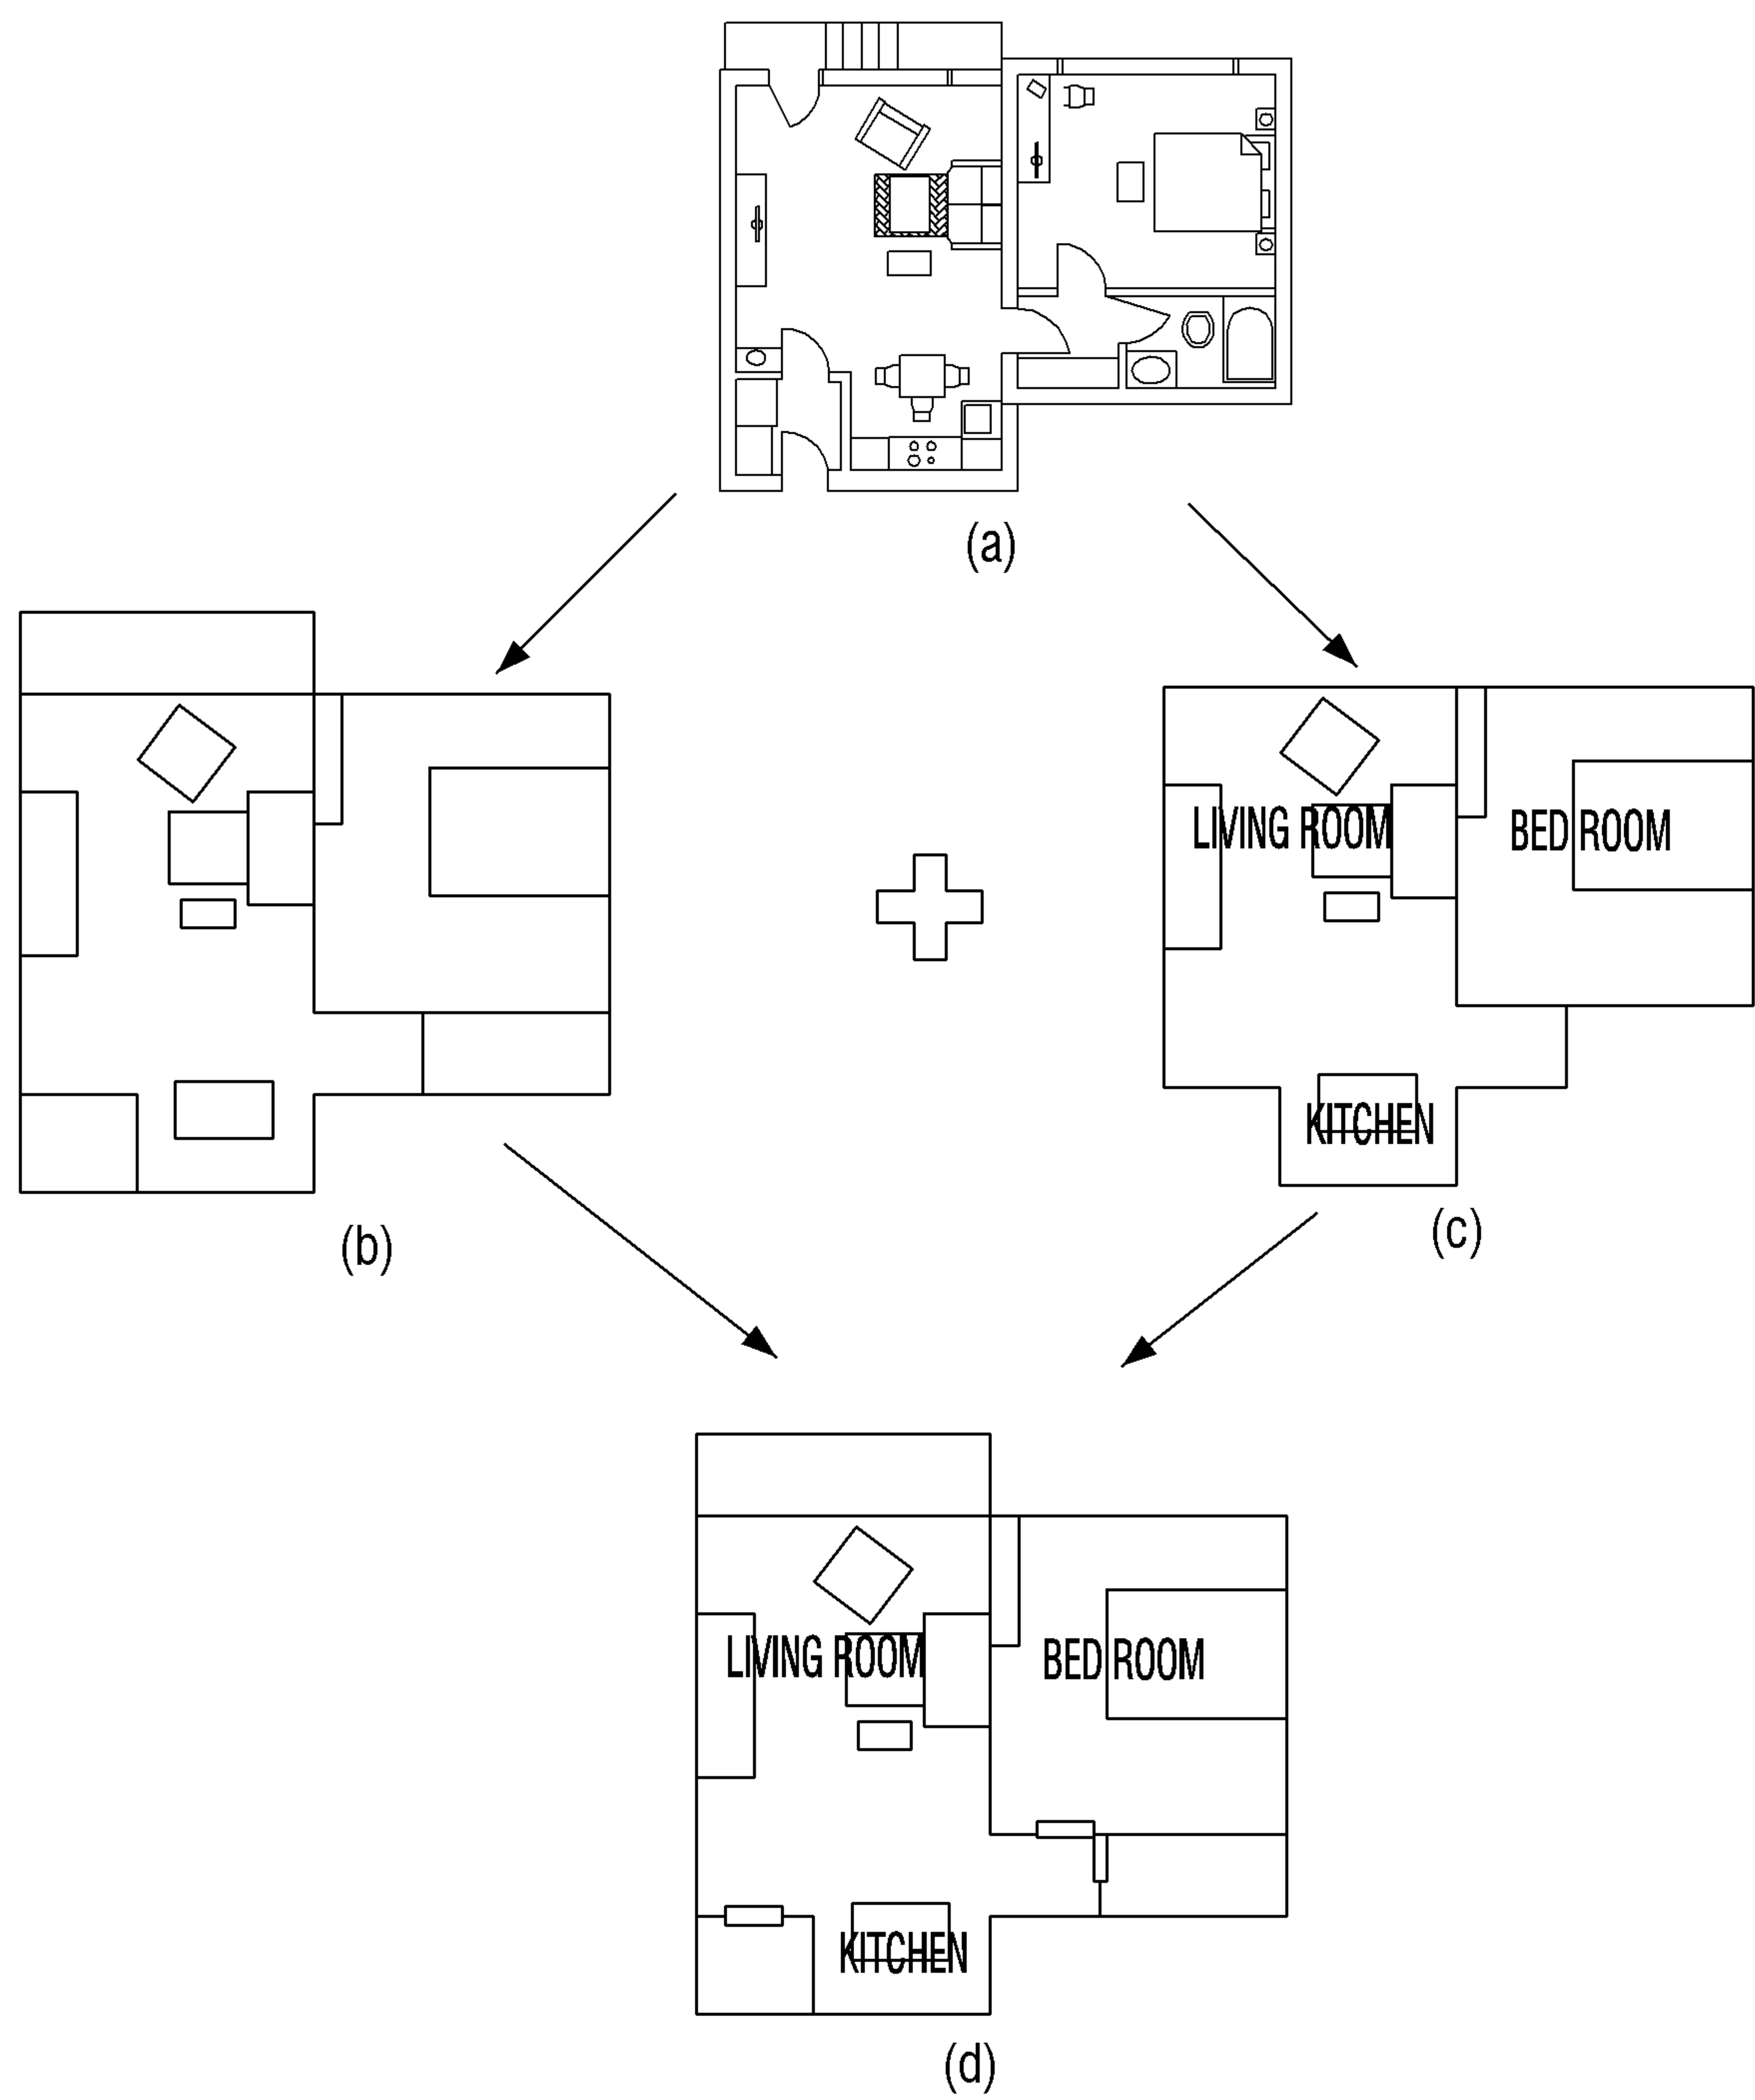 (a)
LIVING ROOM
BED ROOM
KITCHEN
(b)
(c)
LIVING ROOM
BED ROOM
KITCHEN
(d)